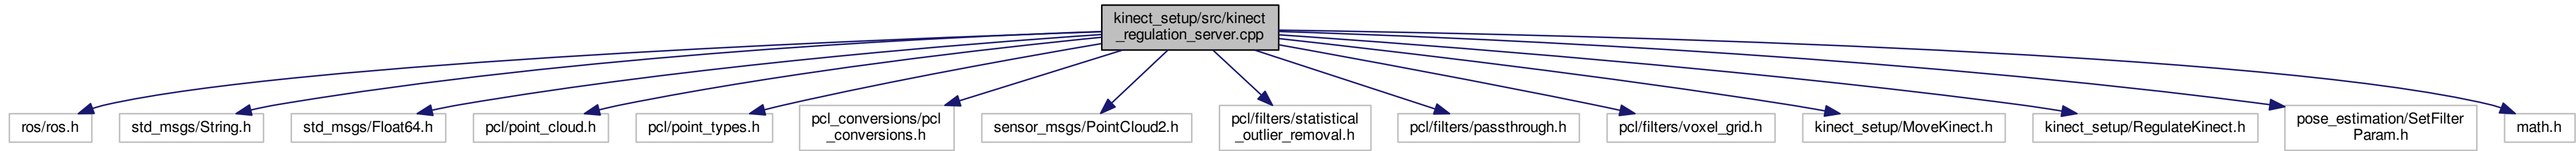 kinect_setup/src/kinect
_regulation_server.cpp
ros/ros.h
std_msgs/String.h
std_msgs/Float64.h
pcl/point_cloud.h
pcl/point_types.h
pcl_conversions/pcl
_conversions.h
sensor_msgs/PointCloud2.h
pcl/filters/statistical
_outlier_removal.h
pcl/filters/passthrough.h
pcl/filters/voxel_grid.h
kinect_setup/MoveKinect.h
kinect_setup/RegulateKinect.h
pose_estimation/SetFilter
Param.h
math.h